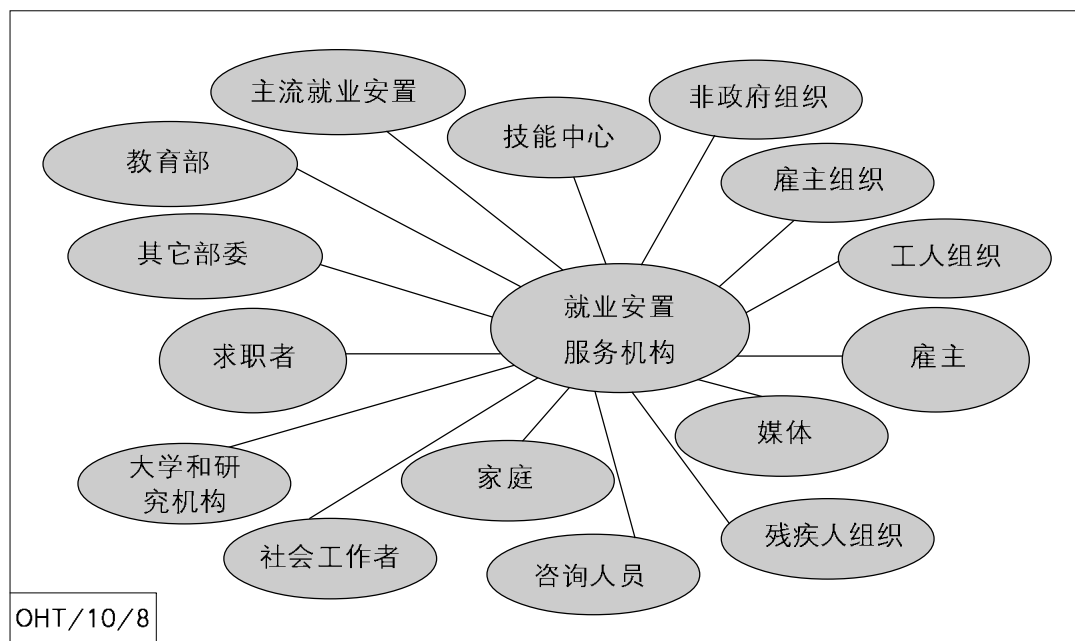 主流就业安置
技能中心
非政府组织
教育部
雇主组织
其它部委
工人组织
就业安置
服务机构
求职者
雇主
媒体
大学和研
究机构
家庭
社会工作者
咨询人员
残疾人组织
OHT/10/8